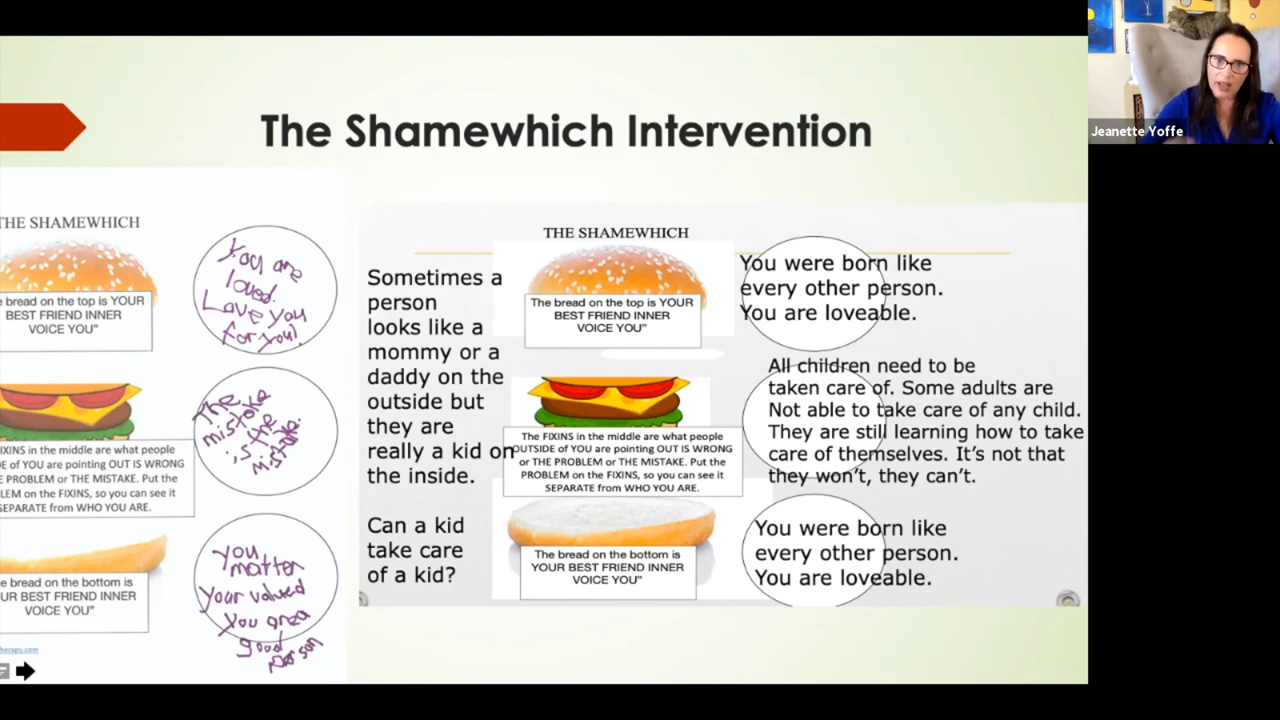 The Shamewhich Intervention
Jeanette Yoffe
THE SHAMEWHICH
bread on the top is YOUR
BEST FRIEND INNER
VOICE YOU"
You are
loved.
Love you
for you!
IN in the middle are what people
of YOU are pointing OUT IS WRONG
PROBLEM or THE MISTAKE. Put the
on the FIXINS, so you can see it
from WHO YOU ARE.
The
mistake
is the
mistake.
bread on the bottom is
BEST FRIEND INNER
VOICE YOU"
you
matter
Your valued
You are a
good
person
THE SHAMEWHICH
Sometimes a
person
looks like a
mommy or a
daddy on the
outside but
they are
really a kid on
the inside.
Can a kid
take care
of a kid?
The bread on the top is YOUR
BEST FRIEND INNER
VOICE YOU"
The FIXINS in the middle are what people
OUTSIDE of YOU are pointing OUT IS WRONG
or THE PROBLEM or THE MISTAKE. Put the
PROBLEM on the FIXINS, so you can see it
SEPARATE from WHO YOU ARE.
The bread on the bottom is
YOUR BEST FRIEND INNER
VOICE YOU"
You were born like
every other person.
You are loveable.
All children need to be
taken care of. Some adults are
Not able to take care of any child.
They are still learning how to take
care of themselves. It's not that
they won't, they can't.
You were born like
every other person.
You are loveable.